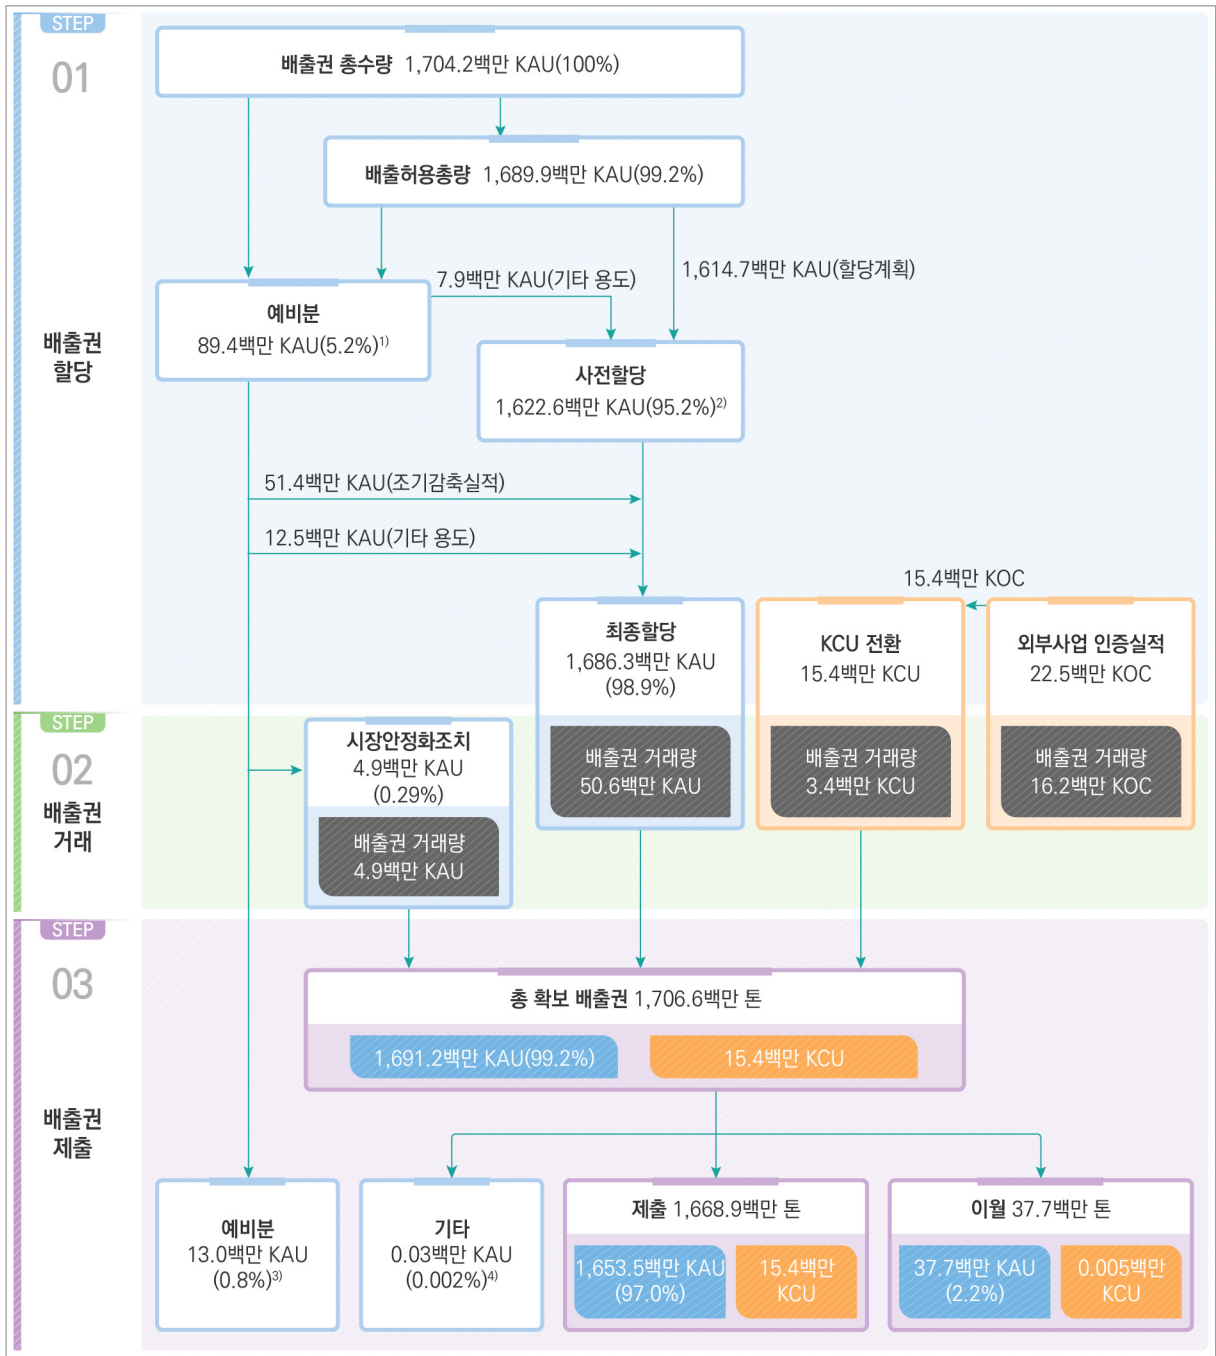 STEP
01
배출권
할당
배출권 총수량 1,704.2백만 KAU(100%)
배출허용총량 1,689.9백만 KAU(99.2%)
7.9백만 KAU(기타 용도)
1,614.7백만 KAU(할당계획)
예비분
89.4백만 KAU(5.2%)1)
사전할당
1,622.6백만 KAU(95.2%)2)
51.4백만 KAU(조기감축실적)
12.5백만 KAU(기타 용도)
15.4백만 KOC
최종할당
1,686.3백만 KAU
(98.9%)
KCU 전환
15.4백만 KCU
외부사업 인증실적
22.5백만 KOC
STEP
02
배출권
거래
시장안정화조치
4.9백만 KAU
(0.29%)
배출권 거래량
4.9백만 KAU
배출권 거래량
50.6백만 KAU
배출권 거래량
3.4백만 KCU
배출권 거래량
16.2백만 KOC
STEP
03
배출권
제출
총 확보 배출권 1,706.6백만 톤
1,691.2백만 KAU(99.2%)
15.4백만 KCU
예비분
13.0백만 KAU
(0.8%)3)
기타
0.03백만 KAU
(0.002%)4)
제출 1,668.9백만 톤
1,653.5백만 KAU
(97.0%)
15.4백만
KCU
이월 37.7백만 톤
37.7백만 KAU
(2.2%)
0.005백만
KCU